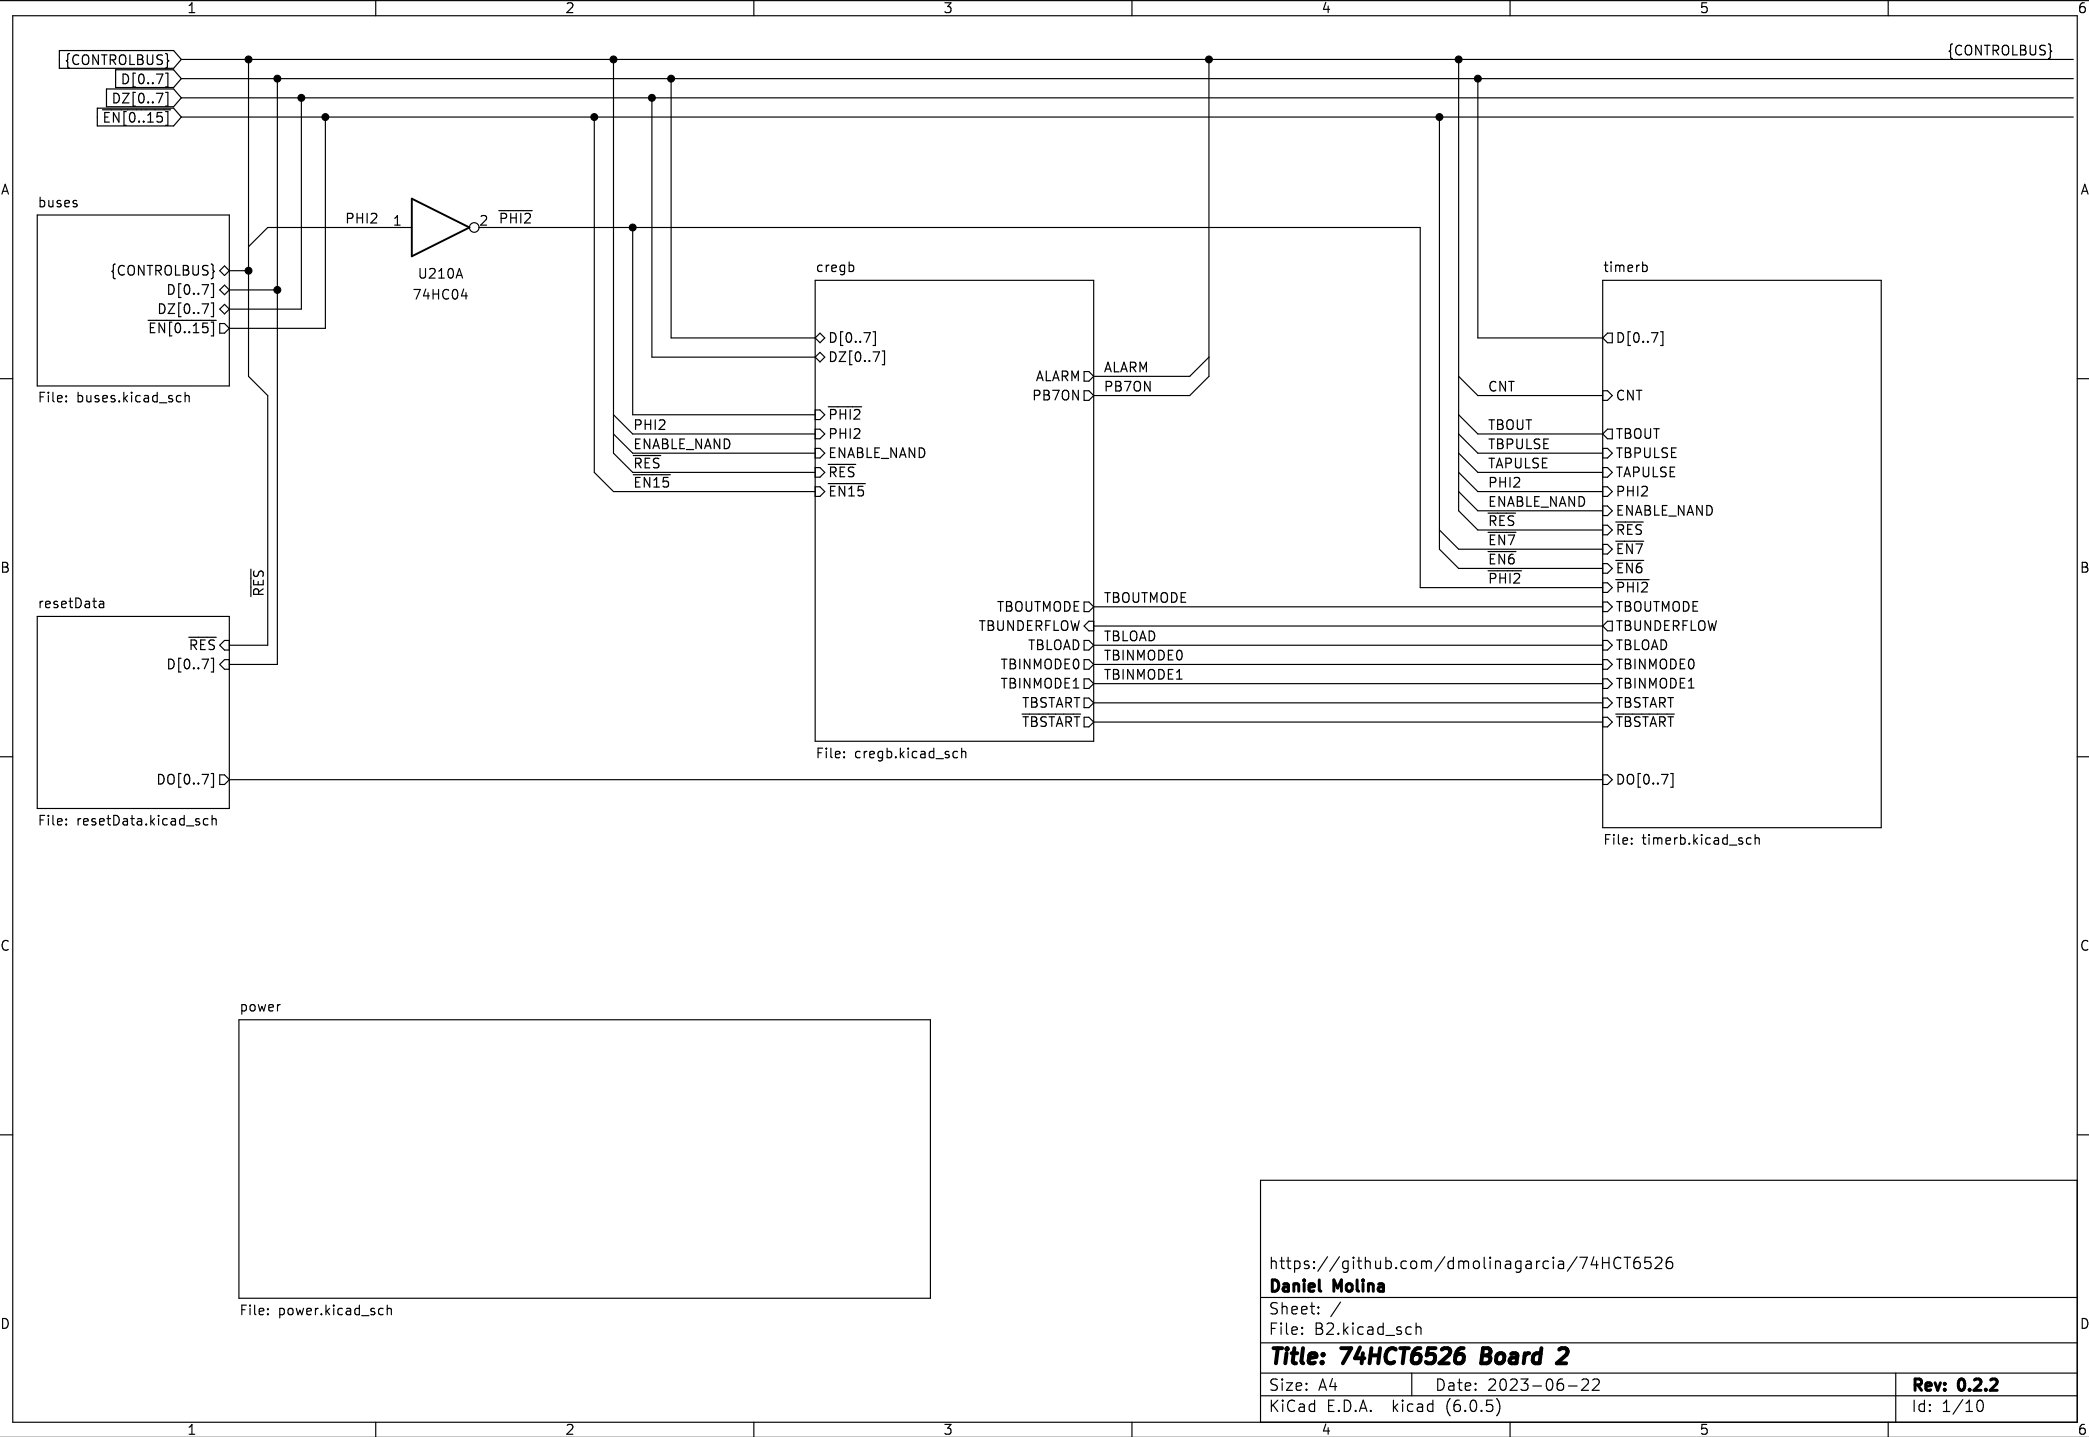 1 2 3 4 5 6
{CONTROLBUS} {CONTROLBUS}
D[0..7]
DZ[0..7]
EN[0..15]
A A
buses
PHI2 1 2 PHI2
U210A
74HC04
{CONTROLBUS}
D[0..7]
DZ[0..7]
EN[0..15]
File: buses.kicad_sch
cregb
D[0..7]
DZ[0..7]
ALARM ALARM
PB7ON PB7ON
PHI2
PHI2 PHI2
ENABLE_NAND ENABLE_NAND
RES RES
EN15 EN15
TBOUTMODE TBOUTMODE
TBUNDERFLOW
TBLOAD TBLOAD
TBINMODE0 TBINMODE0
TBINMODE1 TBINMODE1
TBSTART
TBSTART
File: cregb.kicad_sch
timerb
D[0..7]
CNT CNT
TBOUT TBOUT
TBPULSE TBPULSE
TAPULSE TAPULSE
PHI2 PHI2
ENABLE_NAND ENABLE_NAND
RES RES
EN7 EN7
EN6 EN6
PHI2 PHI2
TBOUTMODE
TBUNDERFLOW
TBLOAD
TBINMODE0
TBINMODE1
TBSTART
TBSTART
DO[0..7]
File: timerb.kicad_sch
B B
RES
resetData
RES
D[0..7]
DO[0..7]
File: resetData.kicad_sch
C C
power
File: power.kicad_sch
D D
https://github.com/dmolinagarcia/74HCT6526
Daniel Molina
Sheet: /
File: B2.kicad_sch
Title: 74HCT6526 Board 2
Size: A4 Date: 2023-06-22 Rev: 0.2.2
KiCad E.D.A. kicad (6.0.5) Id: 1/10
1 2 3 4 5 6